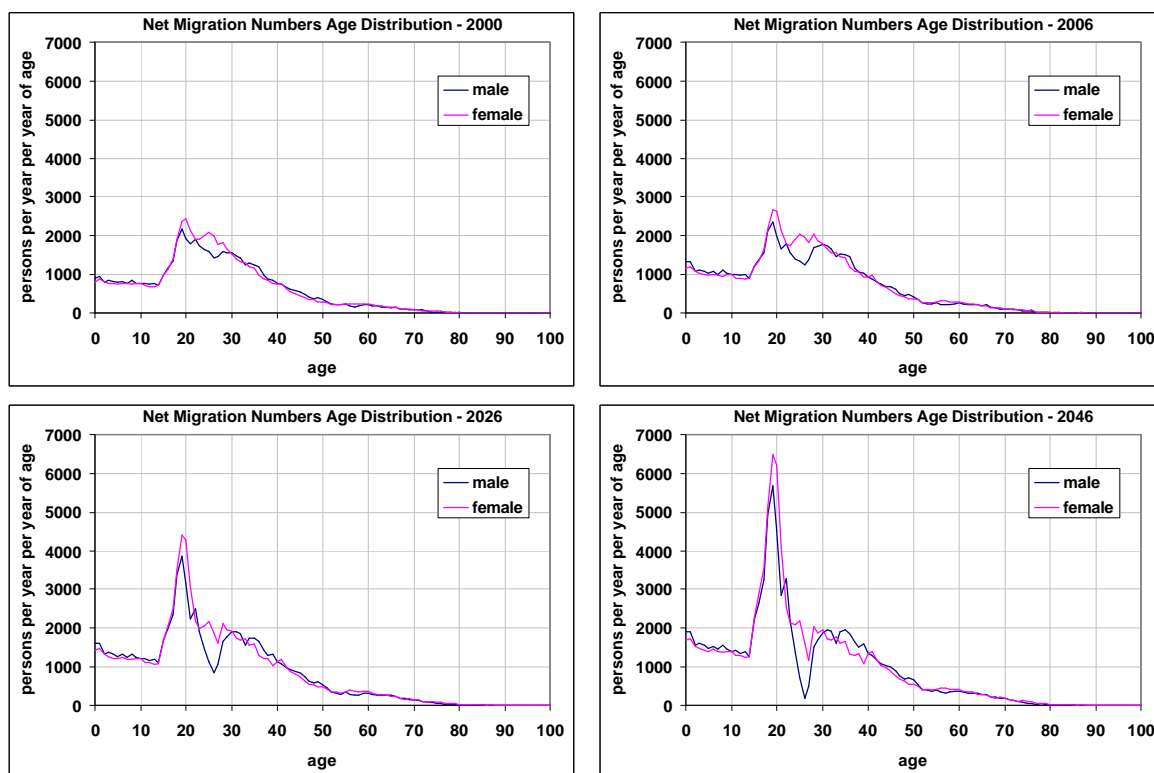 Net Migration Numbers Age Distribution - 2000
persons per year per year of age
7000
6000
5000
4000
3000
2000
1000
0
0 10 20 30 40 50 60 70 80 90 100
age
male
female
Net Migration Numbers Age Distribution - 2006
persons per year per year of age
7000
6000
5000
4000
3000
2000
1000
0
0 10 20 30 40 50 60 70 80 90 100
age
male
female
Net Migration Numbers Age Distribution - 2026
persons per year per year of age
7000
6000
5000
4000
3000
2000
1000
0
0 10 20 30 40 50 60 70 80 90 100
age
male
female
Net Migration Numbers Age Distribution - 2046
persons per year per year of age
7000
6000
5000
4000
3000
2000
1000
0
0 10 20 30 40 50 60 70 80 90 100
age
male
female